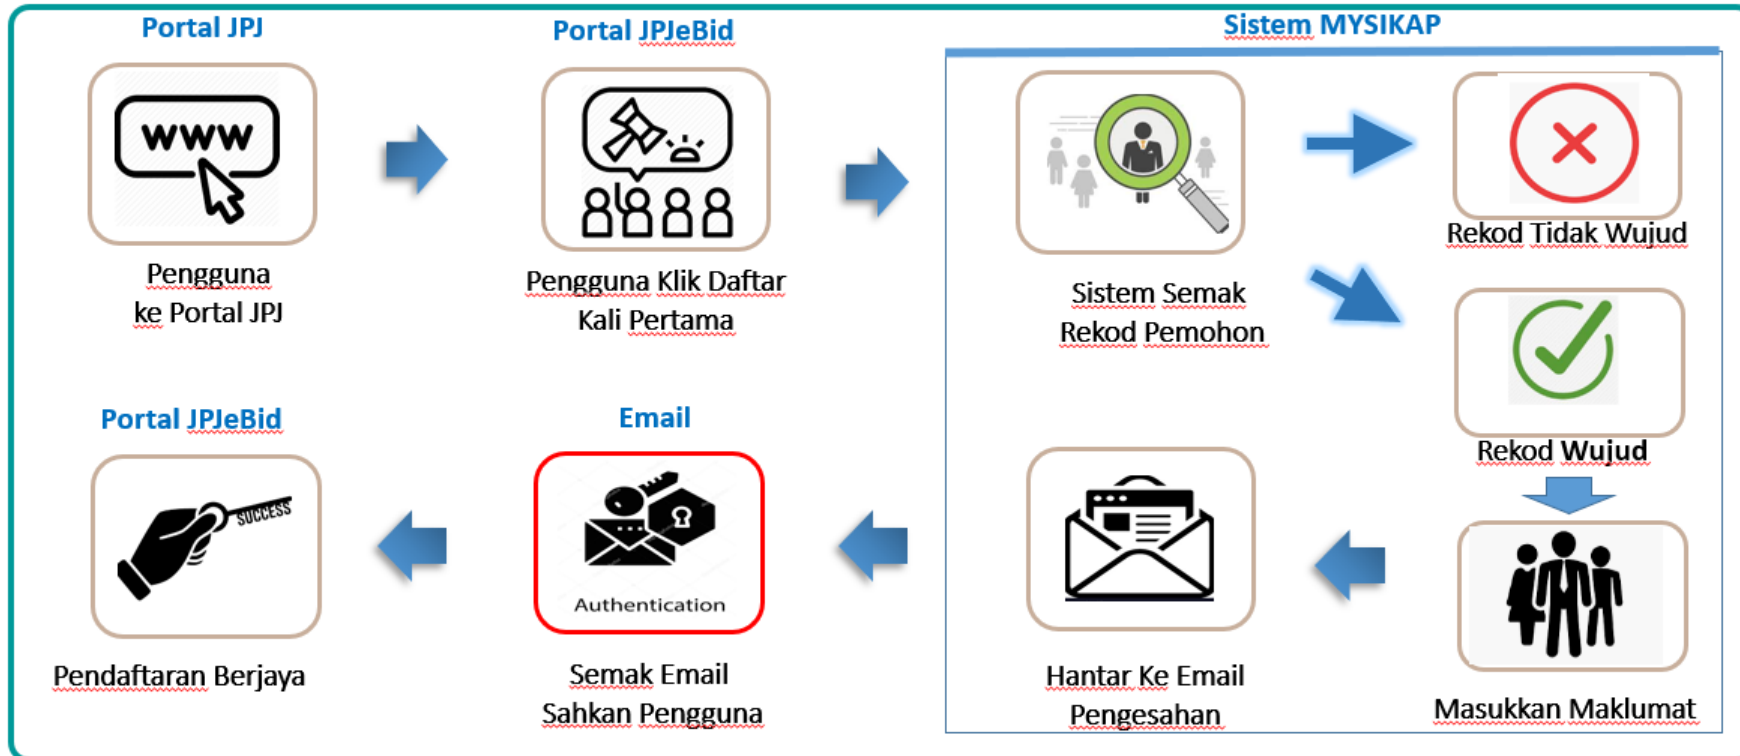 Portal JPJ
Portal JPJeBid
Sistem MYSIKAP
www
Pengguna
ke Portal JPJ
Pengguna Klik Daftar
Kali Pertama
Sistem Semak
Rekod Pemohon
Rekod Tidak Wujud
Rekod Wujud
Masukkan Maklumat
Hantar Ke Email
Pengesahan
Email
Authentication
Semak Email
Sahkan Pengguna
Portal JPJeBid
SUCCESS
Pendaftaran Berjaya